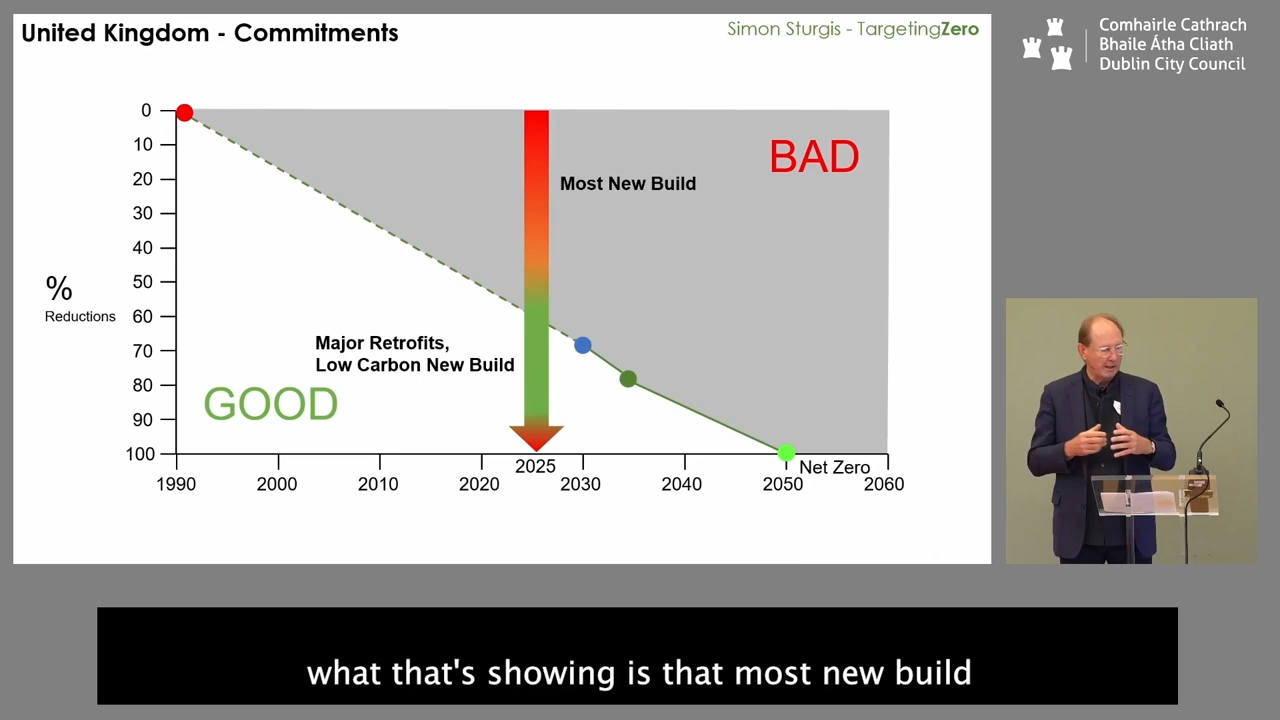 United Kingdom - Commitments
Simon Sturgis - TargetingZero
Comhairle Cathrach
Bhaile Átha Cliath
Dublin City Council
0
10
20
30
40
50
60
70
80
90
100
%
Reductions
BAD
Most New Build
Major Retrofits,
Low Carbon New Build
GOOD
2025
Net Zero
1990
2000
2010
2020
2030
2040
2050
2060
what that's showing is that most new build